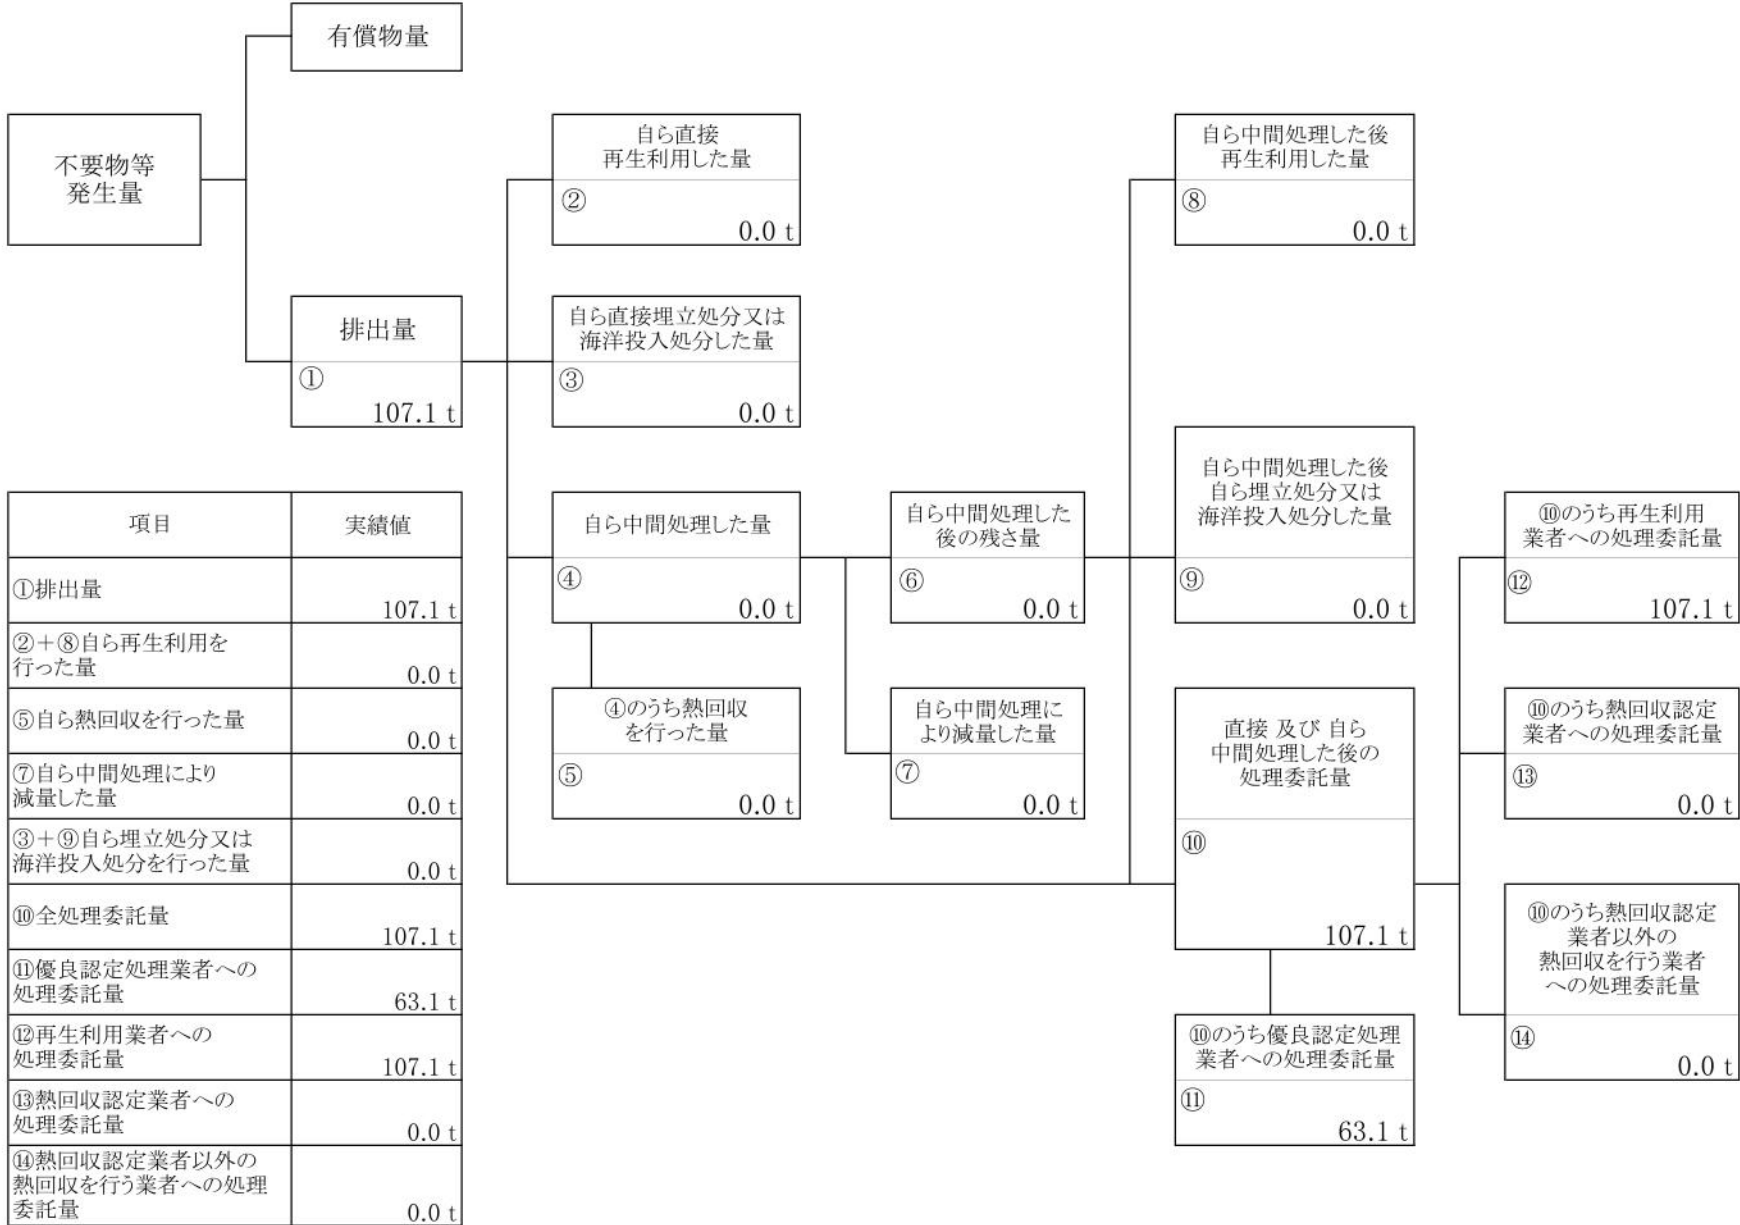 有償物量
不要物等
発生量
排出量
①
107.1 t
自ら直接
再生利用した量
②
0.0 t
自ら直接埋立処分又は
海洋投入処分した量
③
0.0 t
自ら中間処理した量
④
0.0 t
④のうち熱回収
を行った量
⑤
0.0 t
自ら中間処理した
後の残さ量
⑥
0.0 t
自ら中間処理に
より減量した量
⑦
0.0 t
自ら中間処理した後
再生利用した量
⑧
0.0 t
自ら中間処理した後
自ら埋立処分又は
海洋投入処分した量
⑨
0.0 t
直接 及び 自ら
中間処理した後の
処理委託量
⑩
107.1 t
⑩のうち優良認定処理
業者への処理委託量
⑪
63.1 t
⑩のうち再生利用
業者への処理委託量
⑫
107.1 t
⑩のうち熱回収認定
業者への処理委託量
⑬
0.0 t
⑩のうち熱回収認定
業者以外の
熱回収を行う業者
への処理委託量
⑭
0.0 t
項目 実績値
①排出量
107.1 t
②+⑧自ら再生利用を
行った量
0.0 t
⑤自ら熱回収を行った量
0.0 t
⑦自ら中間処理により
減量した量
0.0 t
③+⑨自ら埋立処分又は
海洋投入処分を行った量
0.0 t
⑩全処理委託量
107.1 t
⑪優良認定処理業者への
処理委託量
63.1 t
⑫再生利用業者への
処理委託量
107.1 t
⑬熱回収認定業者への
処理委託量
0.0 t
⑭熱回収認定業者以外の
熱回収を行う業者への処理
委託量
0.0 t